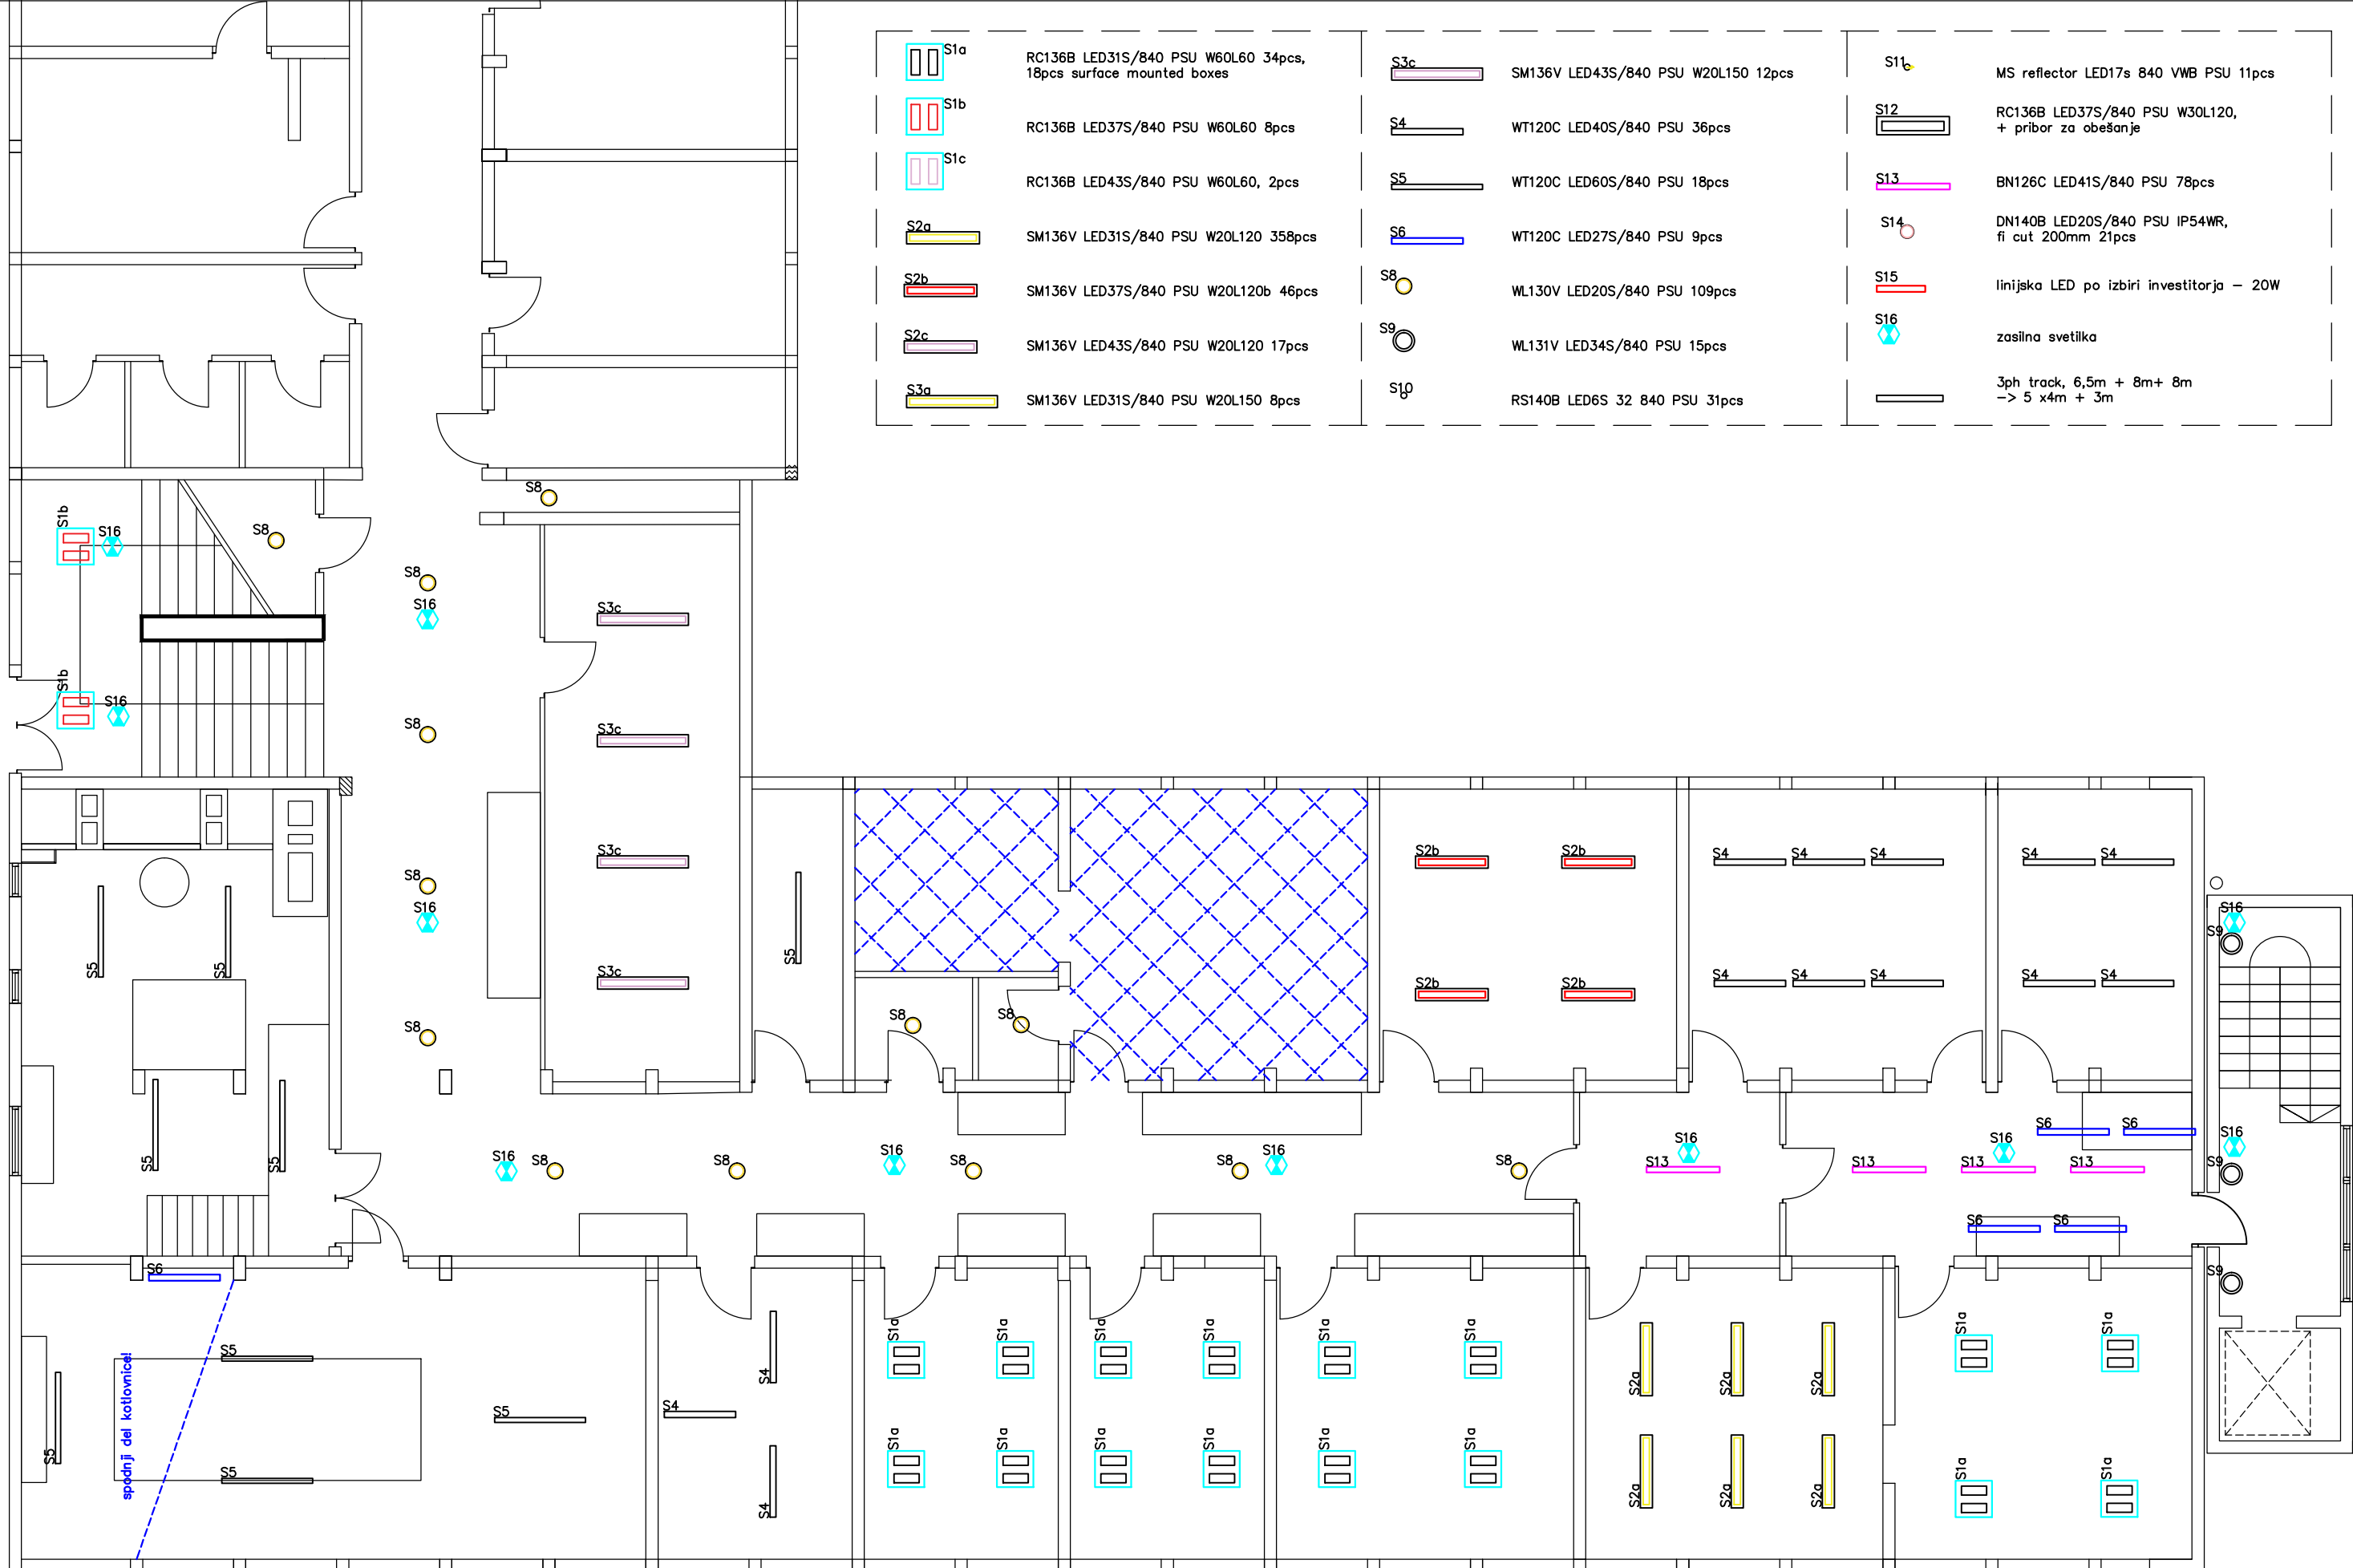 S1a
RC136B LED31S/840 PSU W60L60 34pcs,
18pcs surface mounted boxes
S1b
RC136B LED37S/840 PSU W60L60 8pcs
S1c
RC136B LED43S/840 PSU W60L60, 2pcs
S2a
SM136V LED31S/840 PSU W20L120 358pcs
S2b
SM136V LED37S/840 PSU W20L120b 46pcs
S2c
SM136V LED43S/840 PSU W20L120 17pcs
S3a
SM136V LED31S/840 PSU W20L150 8pcs
S3c
SM136V LED43S/840 PSU W20L150 12pcs
S4
WT120C LED40S/840 PSU 36pcs
S5
WT120C LED60S/840 PSU 18pcs
S6
WT120C LED27S/840 PSU 9pcs
S8
WL130V LED20S/840 PSU 109pcs
S9
WL131V LED34S/840 PSU 15pcs
S10
RS140B LED6S 32 840 PSU 31pcs
S11
MS reflector LED17s 840 VWB PSU 11pcs
S12
RC136B LED37S/840 PSU W30L120,
+ pribor za obešanje
S13
BN126C LED41S/840 PSU 78pcs
S14
DN140B LED20S/840 PSU IP54WR,
fi cut 200mm 21pcs
S15
linijska LED po izbiri investitorja – 20W
S16
zasilna svetilka
3ph track, 6,5m + 8m+ 8m
–> 5 x4m + 3m
S8
S1b
S16
S8
S8
S16
S3c
S1b
S16
S8
S3c
S8
S16
S3c
S2b
S2b
S4
S4
S4
S4
S4
S16
S9
S5
S5
S5
S3c
S2b
S2b
S4
S4
S4
S4
S4
S8
S8
S8
S5
S5
S6
S6
S16
S16
S16
S9
S16
S8
S8
S16
S8
S8
S16
S8
S13
S13
S13
S13
S6
S6
S6
S9
S1a
S1a
S1a
S1a
S1a
S1a
S1a
S1a
spodnji del kotlovnice!
S5
S5
S4
S4
S2a
S2a
S2a
S5
S5
S4
S1a
S1a
S1a
S1a
S1a
S1a
S2a
S2a
S2a
S1a
S1a